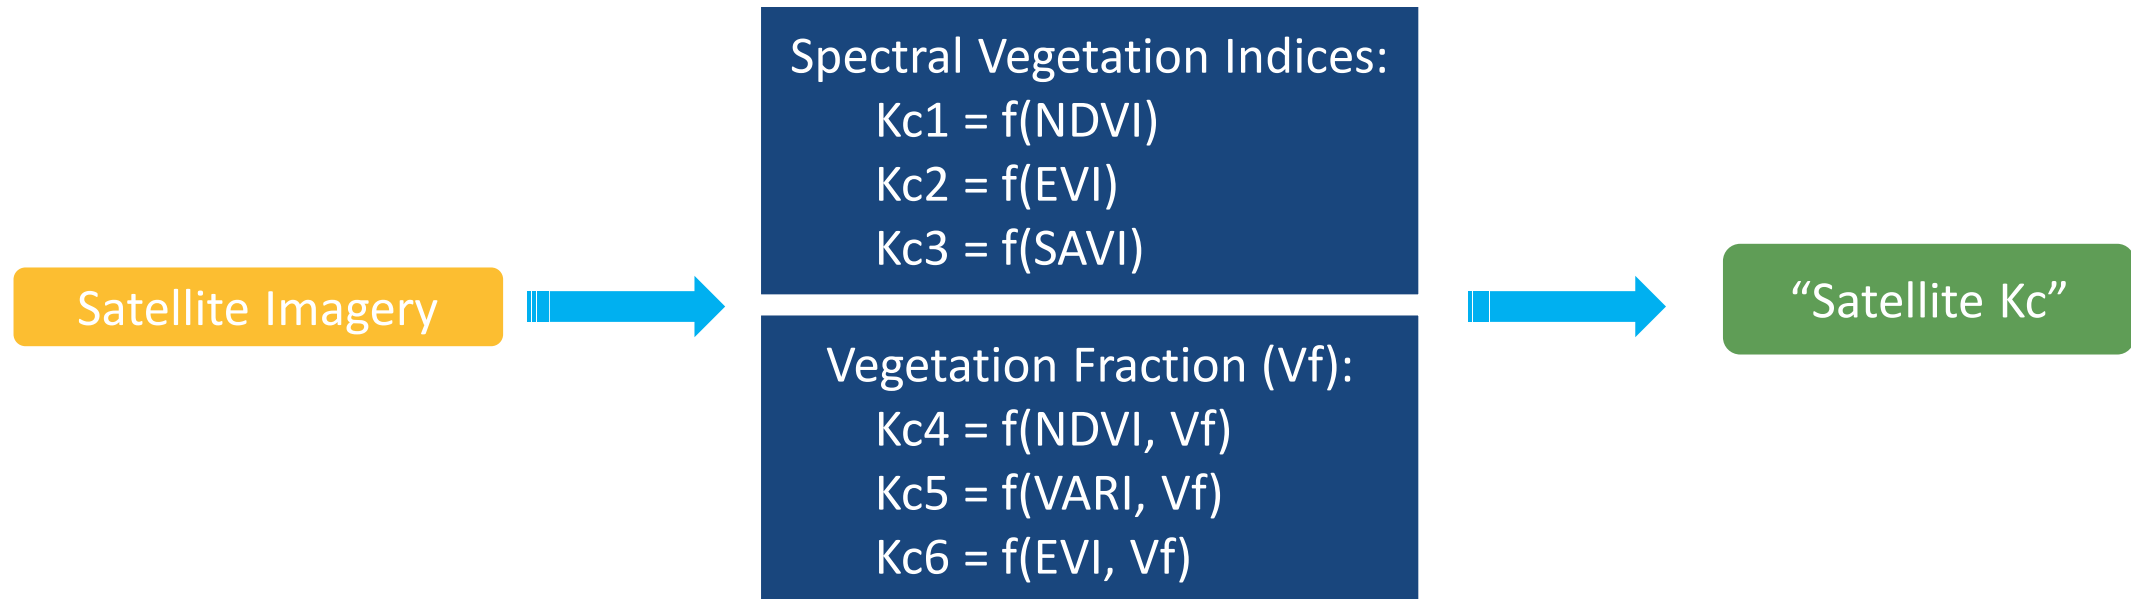 Satellite Imagery
Spectral Vegetation Indices:
Kc1 = f(NDVI)
Kc2 = f(EVI)
Kc3 = f(SAVI)
Vegetation Fraction (Vf):
Kc4 = f(NDVI, Vf)
Kc5 = f(VARI, Vf)
Kc6 = f(EVI, Vf)
“Satellite Kc”